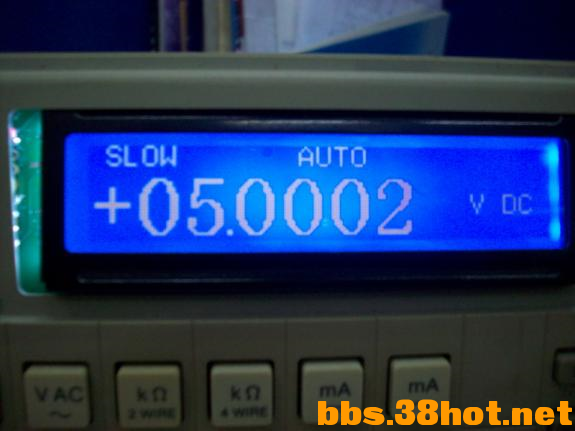 SLOW AUTO
+05.0002 V DC
V AC kΩ kΩ mA mA
~ 2 WIRE 4 WIRE
bbs.38hot.net